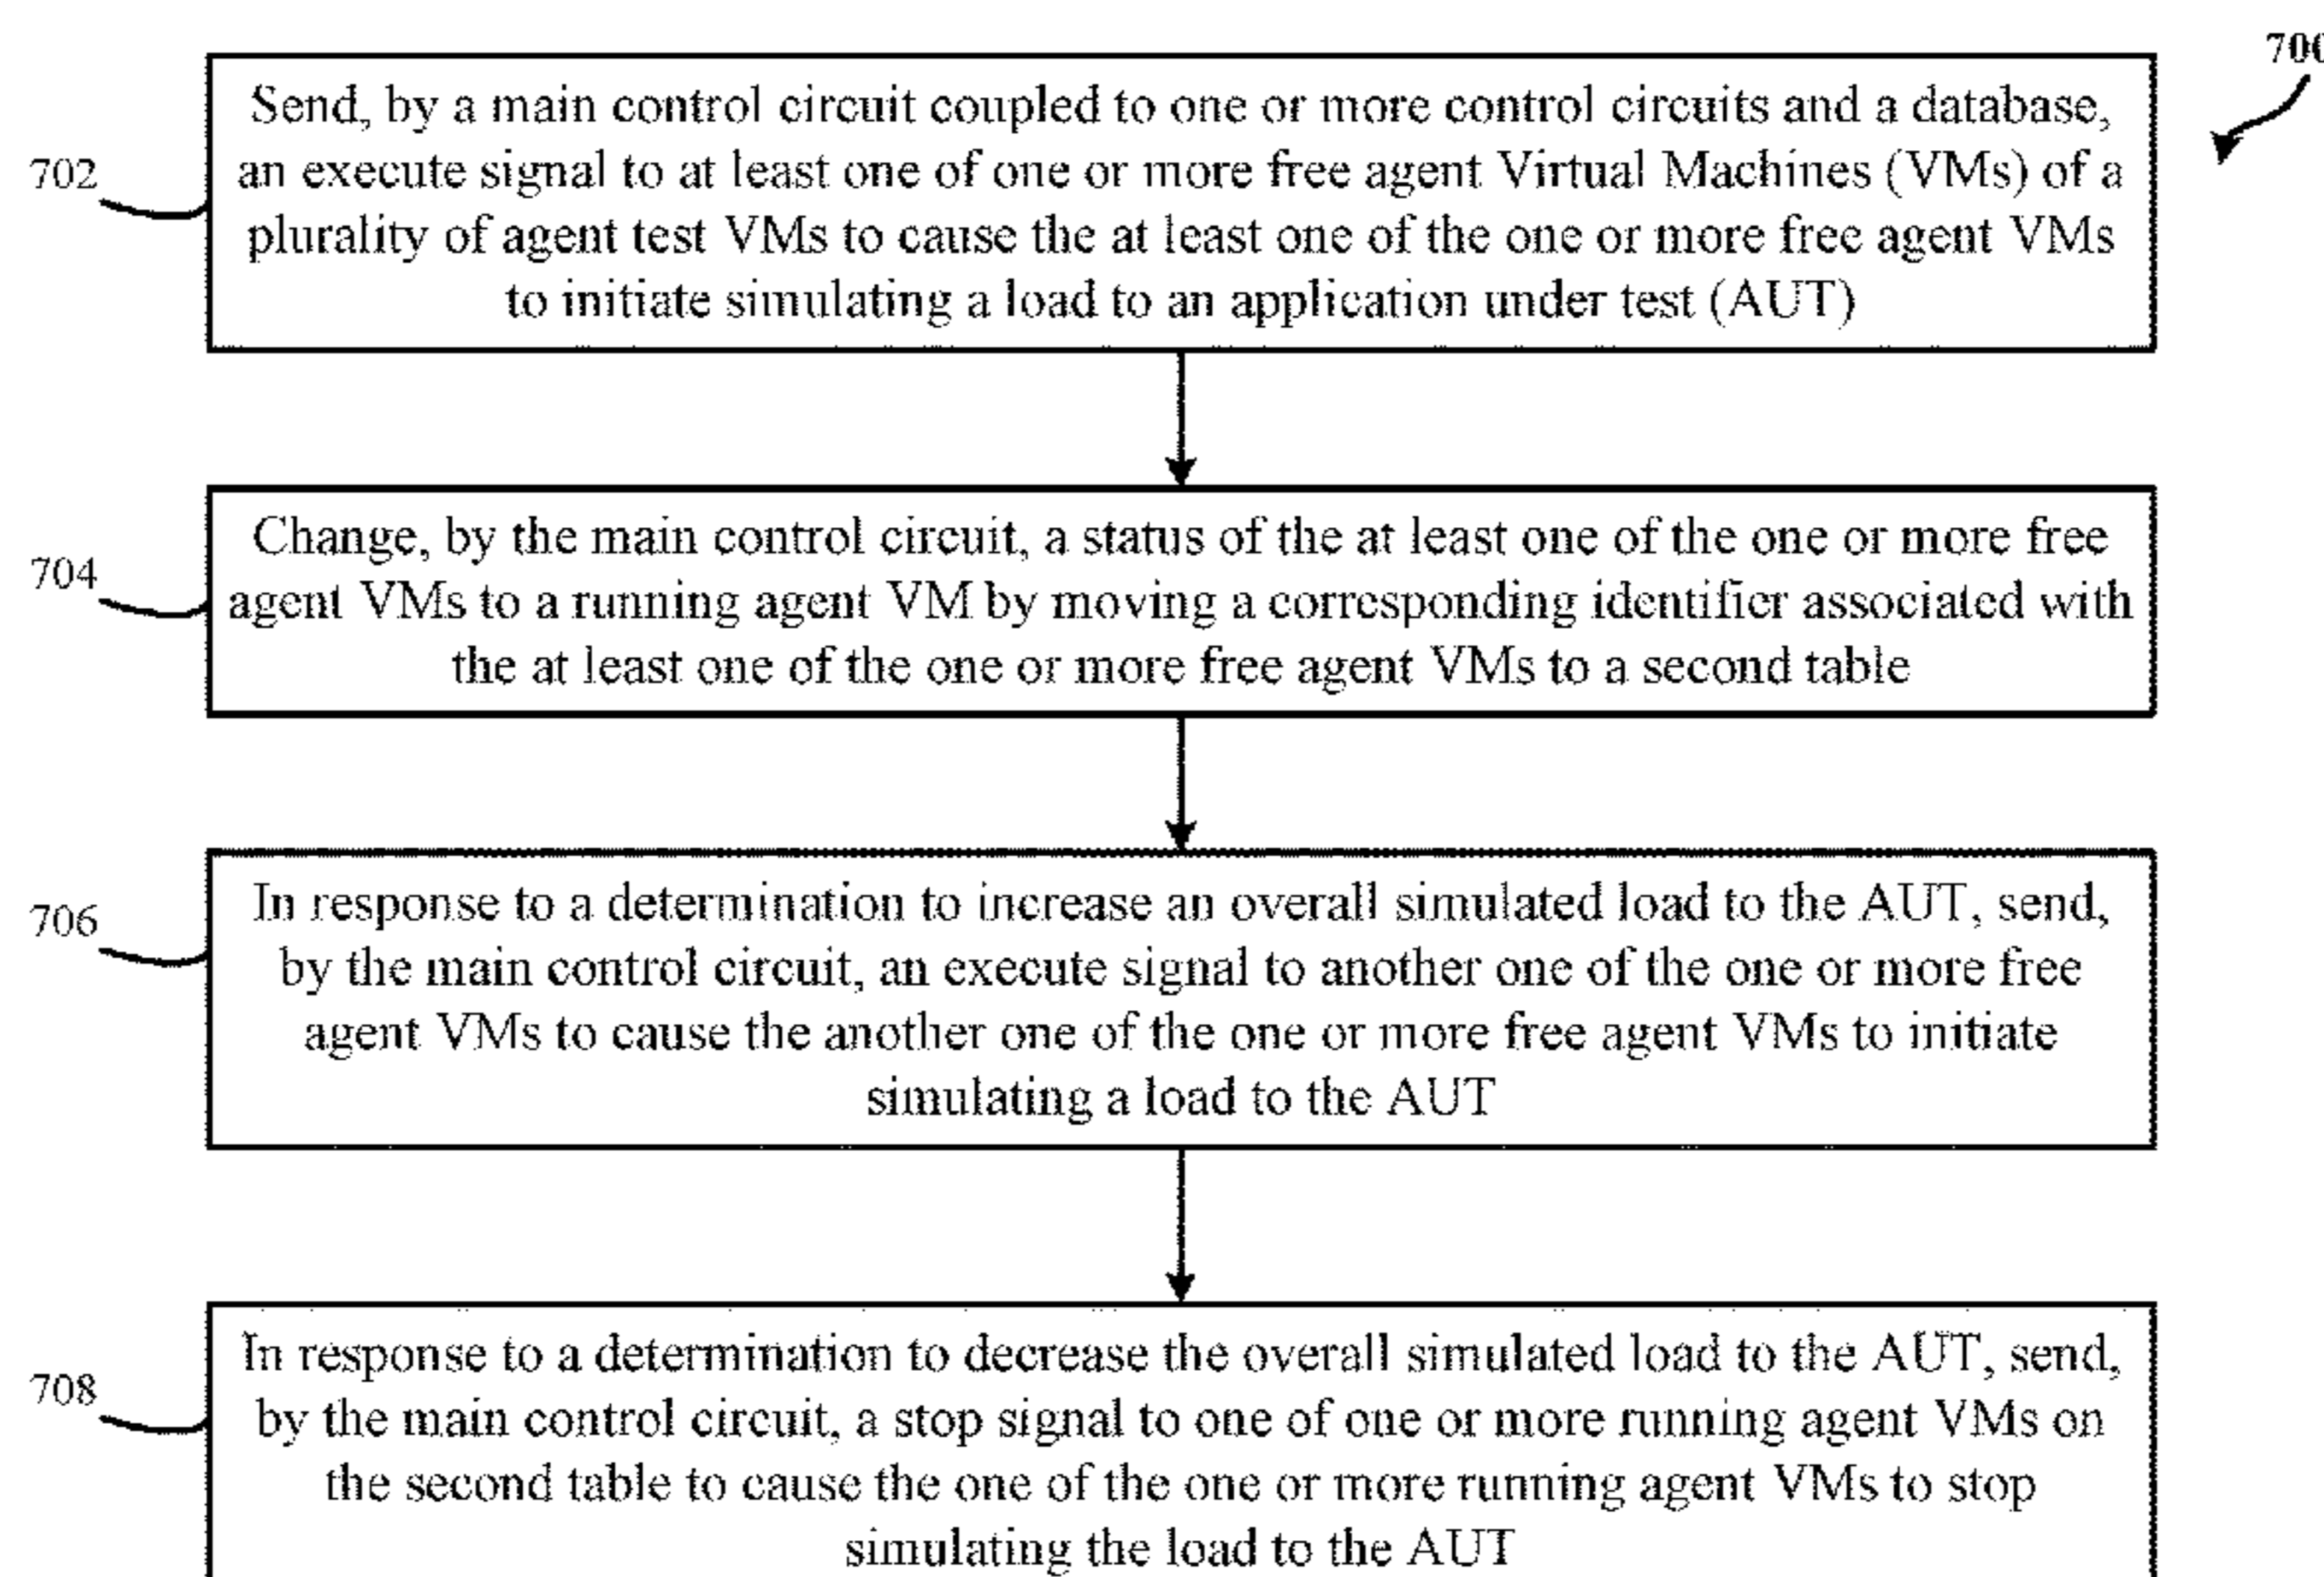 700
702
Send, by a main control circuit coupled to one or more control circuits and a database,
an execute signal to at least one of one or more free agent Virtual Machines (VMs) of a
plurality of agent test VMs to cause the at least one of the one or more free agent VMs
to initiate simulating a load to an application under test (AUT)
704
Change, by the main control circuit, a status of the at least one of the one or more free
agent VMs to a running agent VM by moving a corresponding identifier associated with
the at least one of the one or more free agent VMs to a second table
706
In response to a determination to increase an overall simulated load to the AUT, send,
by the main control circuit, an execute signal to another one of the one or more free
agent VMs to cause the another one of the one or more free agent VMs to initiate
simulating a load to the AUT
708
In response to a determination to decrease the overall simulated load to the AUT, send,
by the main control circuit, a stop signal to one of one or more running agent VMs on
the second table to cause the one of the one or more running agent VMs to stop
simulating the load to the AUT